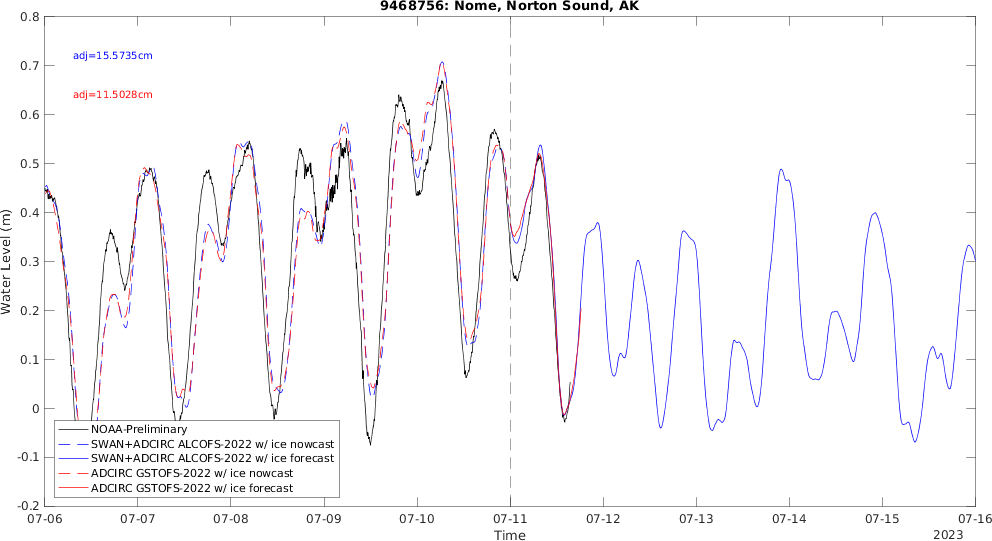 9468756: Nome, Norton Sound, AK
adj=15.5735cm
adj=11.5028cm
Water Level (m)
0.8
0.7
0.6
0.5
0.4
0.3
0.2
0.1
0
-0.1
-0.2
NOAA-Preliminary
SWAN+ADCIRC ALCOFS-2022 w/ ice nowcast
SWAN+ADCIRC ALCOFS-2022 w/ ice forecast
ADCIRC GSTOFS-2022 w/ ice nowcast
ADCIRC GSTOFS-2022 w/ ice forecast
07-06 07-07 07-08 07-09 07-10 07-11 07-12 07-13 07-14 07-15 07-16
Time
2023